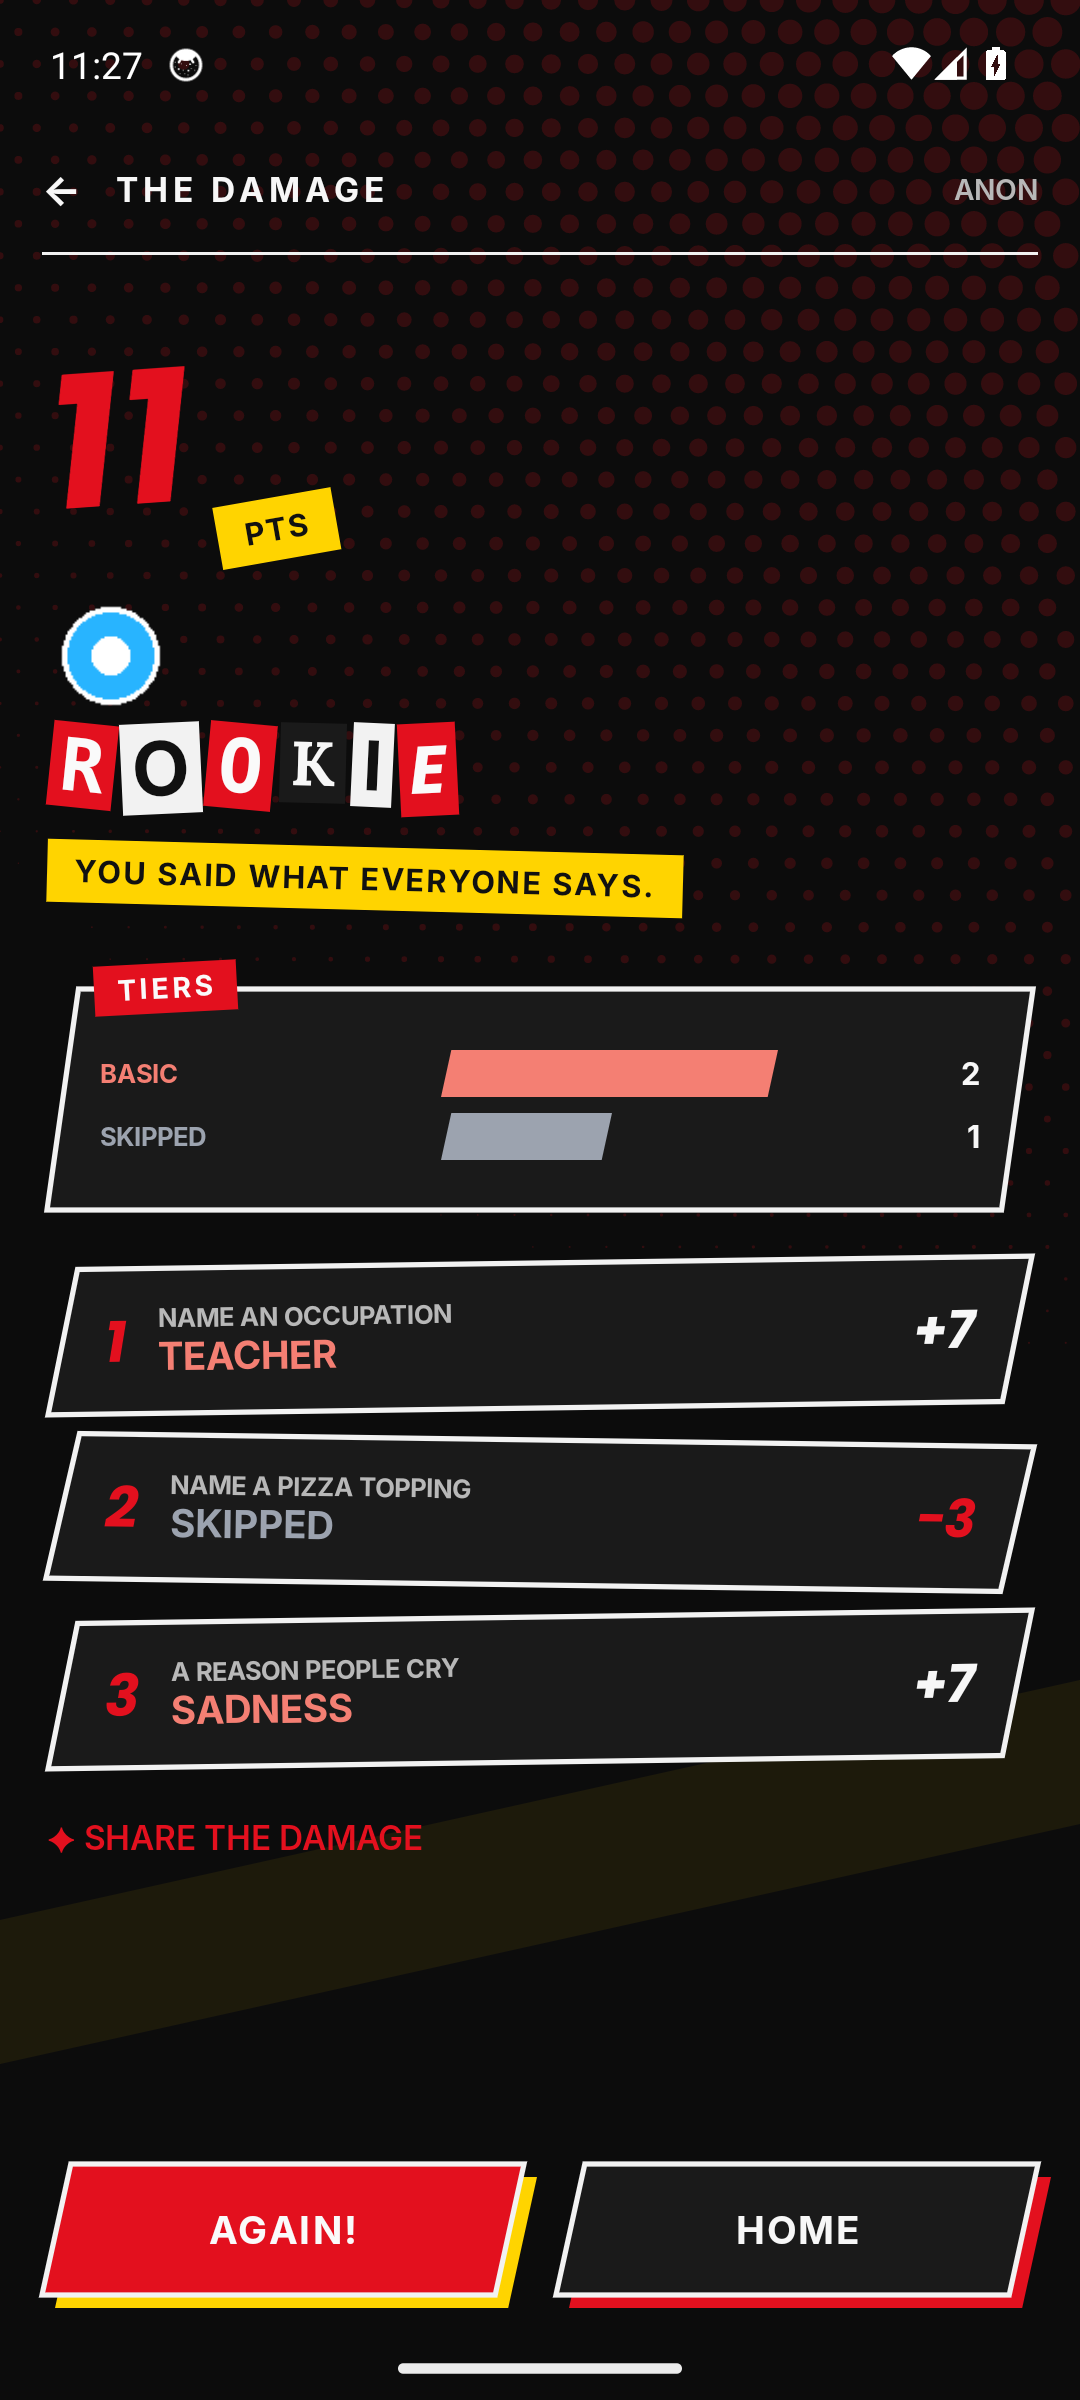 11:27
THE DAMAGE
ANON
11
PTS
ROOKIE
YOU SAID WHAT EVERYONE SAYS.
TIERS
BASIC 2
SKIPPED 1
1 NAME AN OCCUPATION
TEACHER
+7
2 NAME A PIZZA TOPPING
SKIPPED
-3
3 A REASON PEOPLE CRY
SADNESS
+7
SHARE THE DAMAGE
AGAIN!
HOME